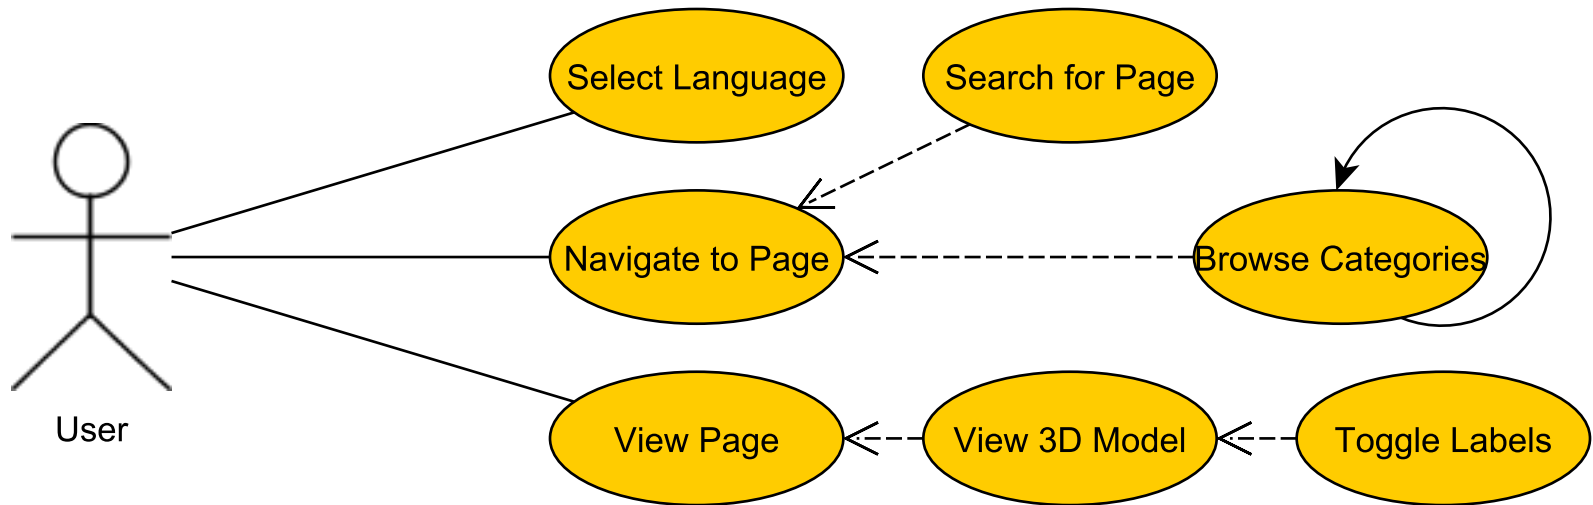 Select Language
Search for Page
Navigate to Page
Browse Categories
User
View Page
View 3D Model
Toggle Labels